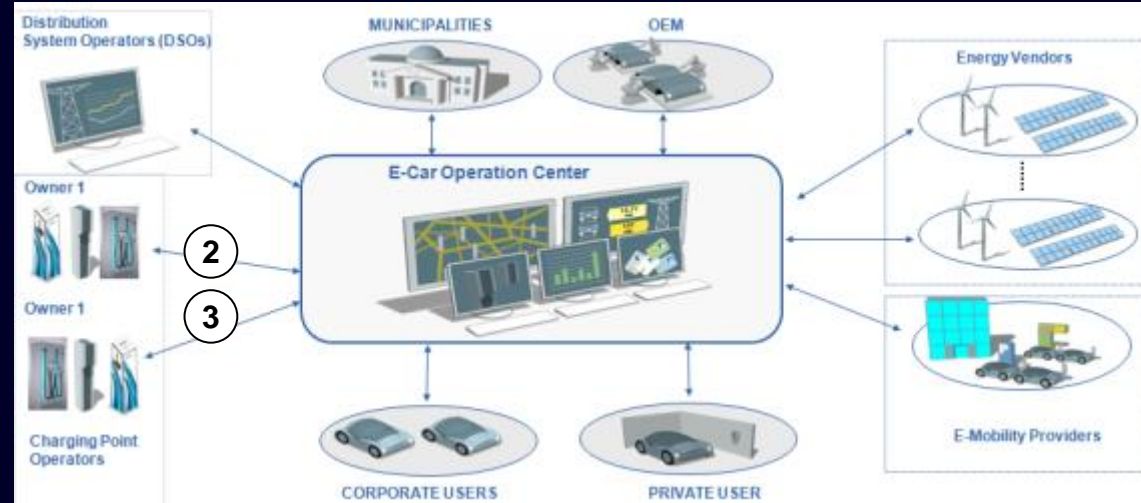 Distribution
System Operators (DSOs)
MUNICIPALITIES
OEM
Energy Vendors
E-Car Operation Center
Owner 1
2
Owner 1
3
Charging Point
Operators
E-Mobility Providers
CORPORATE USERS
PRIVATE USER